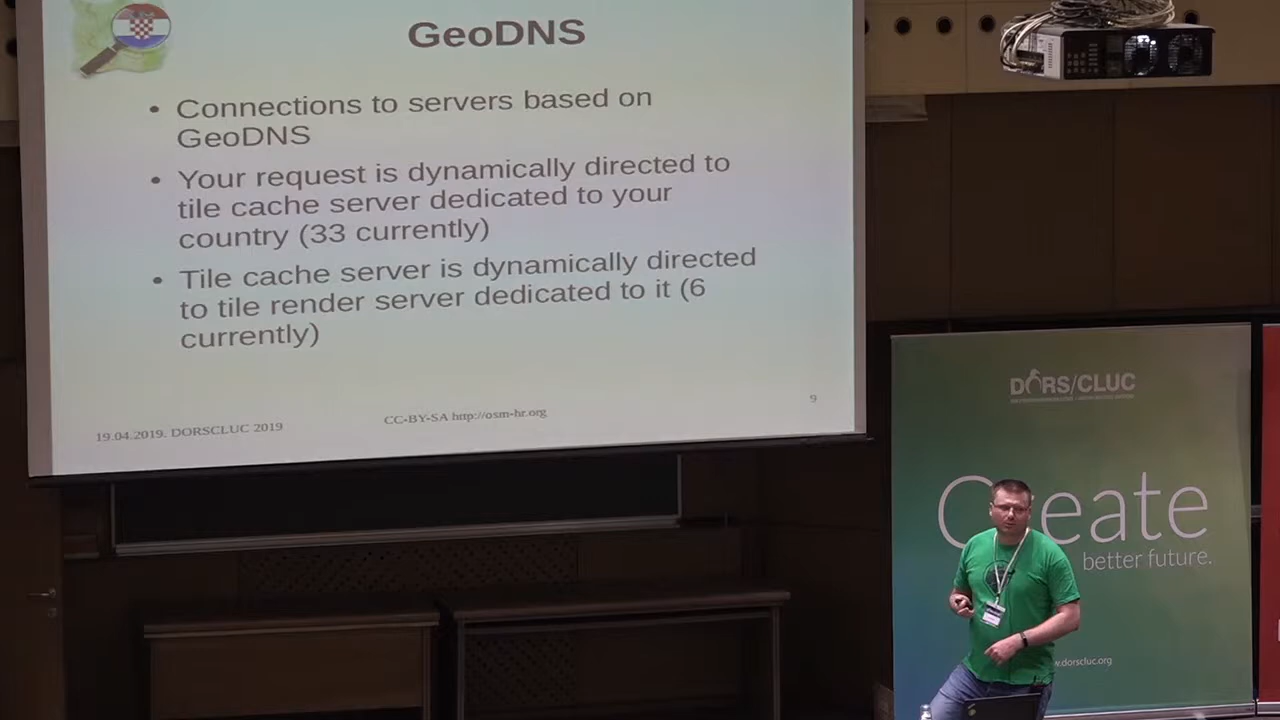 GeoDNS
• Connections to servers based on
GeoDNS
• Your request is dynamically directed to
tile cache server dedicated to your
country (33 currently)
• Tile cache server is dynamically directed
to tile render server dedicated to it (6
currently)
19.04.2019. DORSCLUC 2019
CC-BY-SA http://osm-hr.org
9
DORS/CLUC
Create
better future.
w.dorscluc.org